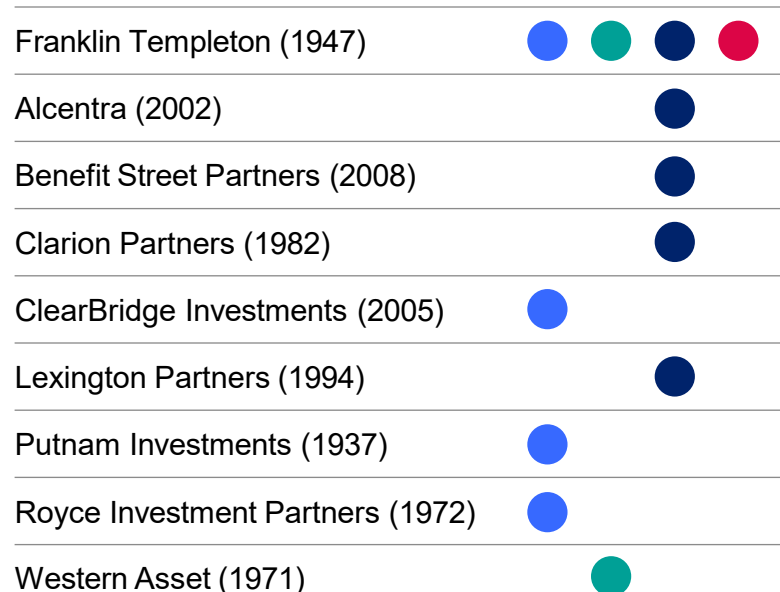 Franklin Templeton (1947)
Alcentra (2002)
Benefit Street Partners (2008)
Clarion Partners (1982)
ClearBridge Investments (2005)
Lexington Partners (1994)
Putnam Investments (1937)
Royce Investment Partners (1972)
Western Asset (1971)